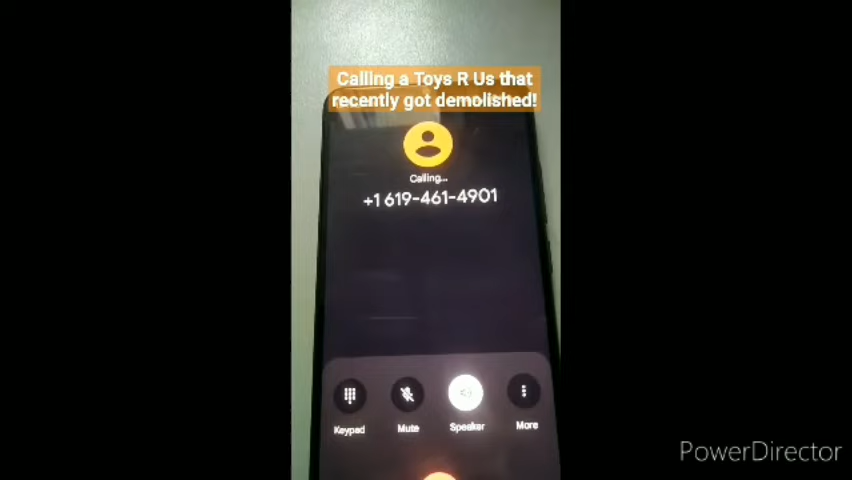 Calling a Toys R Us that
recently got demolished!
Calling...
+1 619-461-4901
Keypad
Mute
Speaker
More
PowerDirector